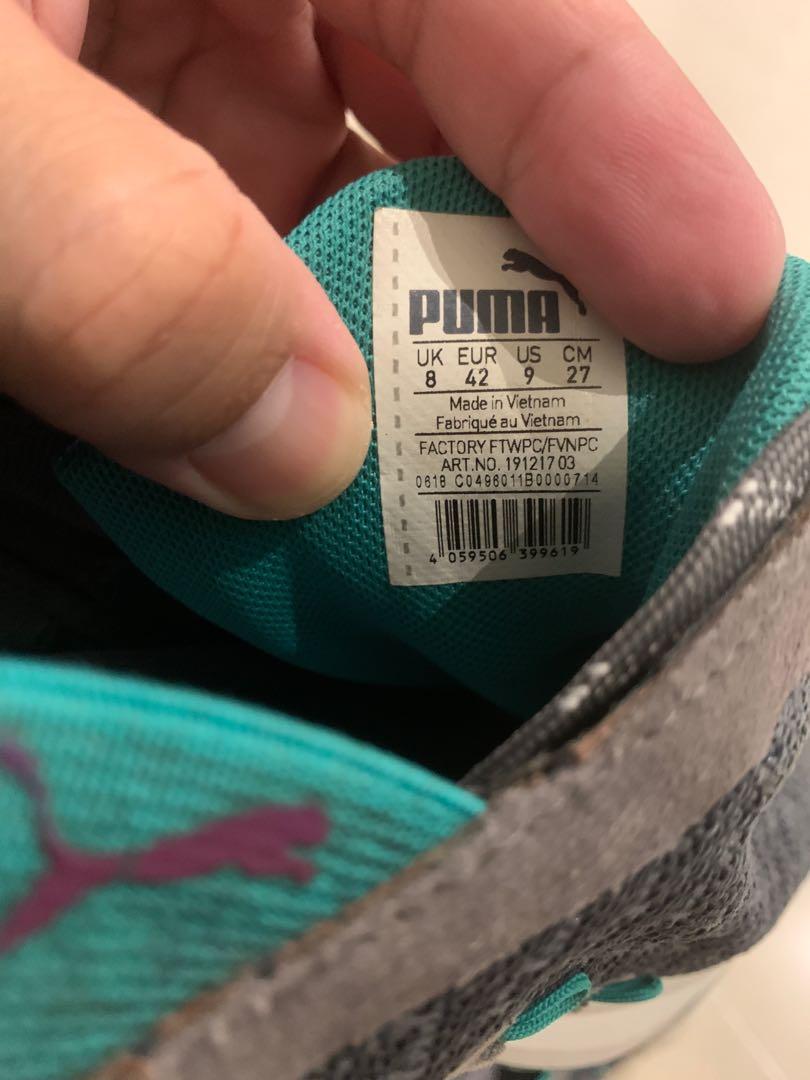 PUMA
UK EUR US CM
8 42 9 27
Made in Vietnam
Fabriqué au Vietnam
FACTORY FTWPC/FVNPC
ART.NO. 191217 03
0618 C0496011B0000714
4 059506 399619